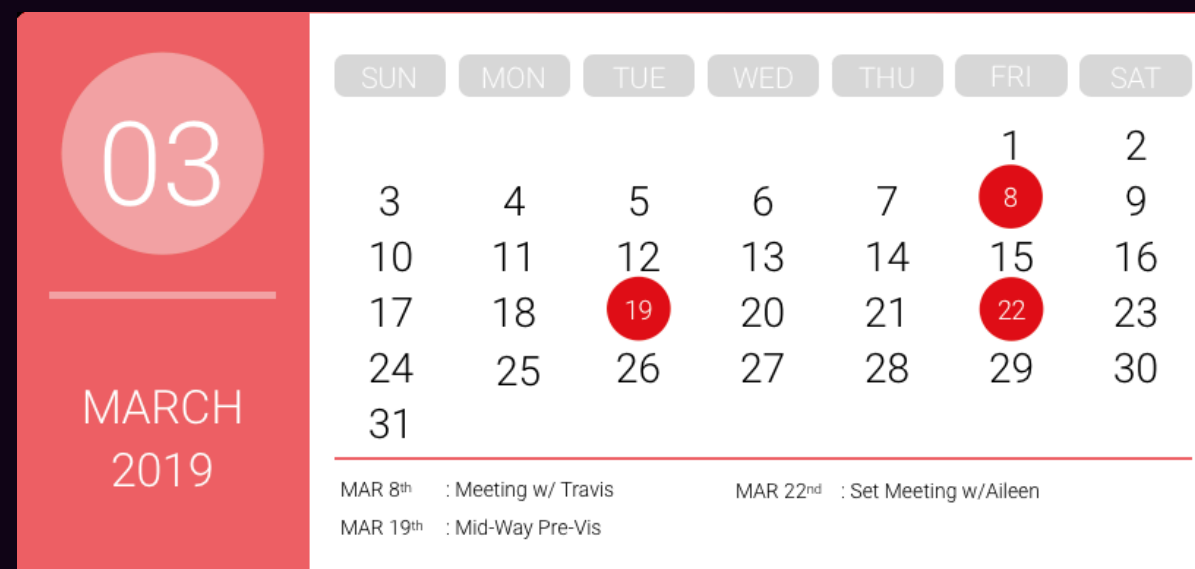 03
MARCH
2019
SUN MON TUE WED THU FRI SAT
1 2
3 4 5 6 7 8 9
10 11 12 13 14 15 16
17 18 19 20 21 22 23
24 25 26 27 28 29 30
31
MAR 8th : Meeting w/ Travis
MAR 19th : Mid-Way Pre-Vis
MAR 22nd : Set Meeting w/Aileen